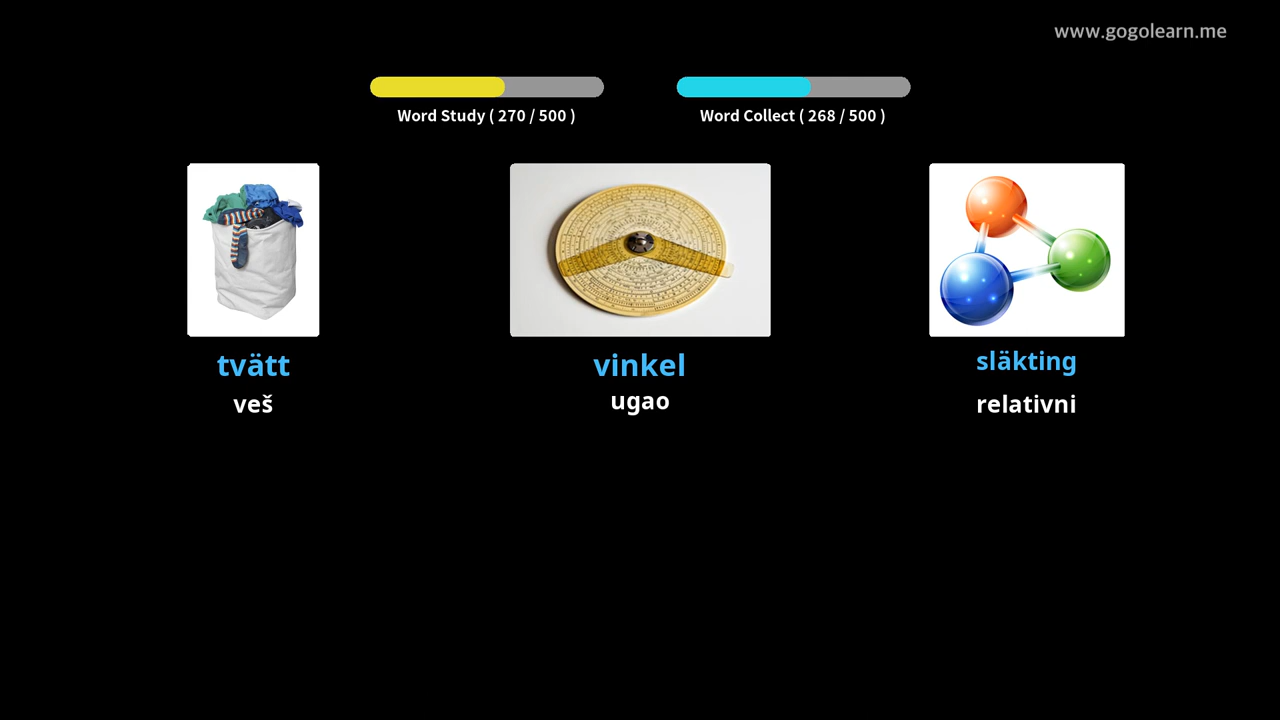 www.gogolearn.me
Word Study ( 270 / 500 )
Word Collect ( 268 / 500 )
tvätt
vinkel
släkting
veš
ugao
relativni